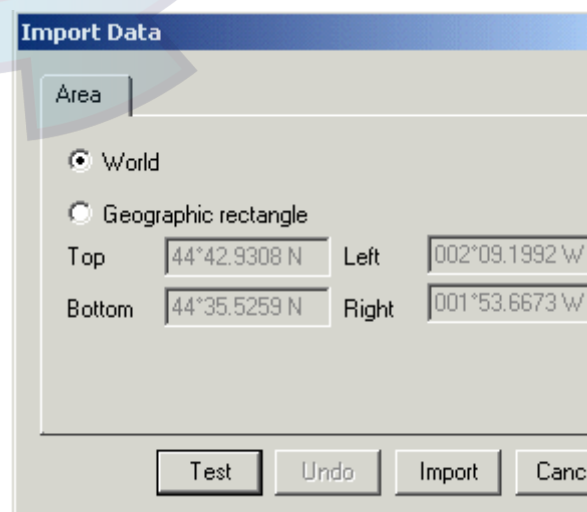 Import Data
Area
World
Geographic rectangle
Top 44°42.9308 N Left 002°09.1992 W
Bottom 44°35.5259 N Right 001°53.6673 W
Test Undo Import Canc